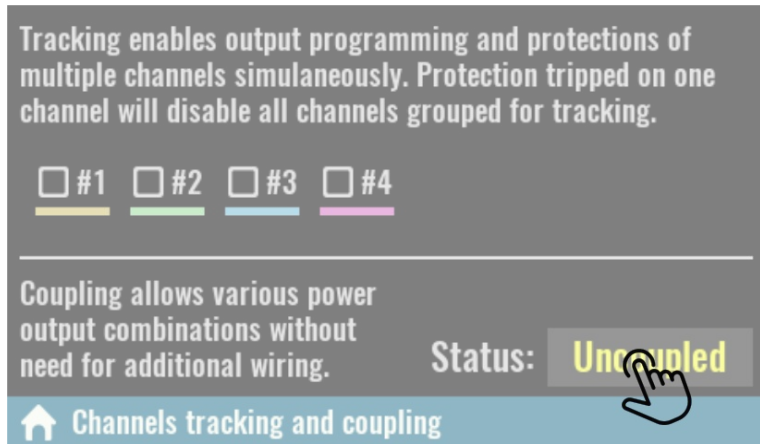 Tracking enables output programming and protections of
multiple channels simulaneously. Protection tripped on one
channel will disable all channels grouped for tracking.
#1 #2 #3 #4
Coupling allows various power
output combinations without
need for additional wiring.
Status: Uncoupled
Channels tracking and coupling